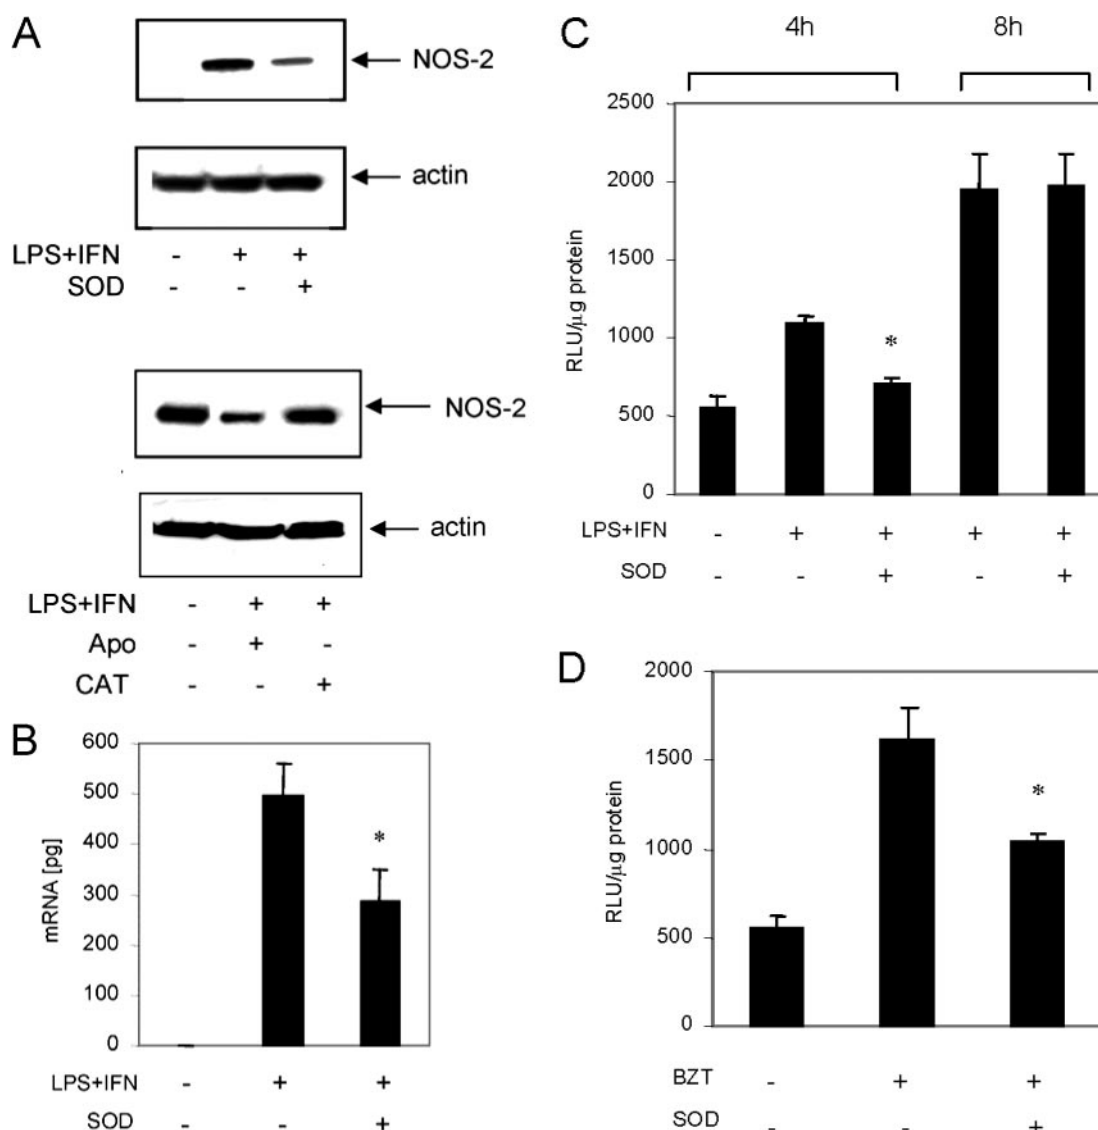 A
NOS-2
actin
LPS+IFN - + +
SOD - - +
NOS-2
actin
LPS+IFN - + +
Apo - + -
CAT - - +
B
600
500
400
300
200
100
0
mRNA [pg]
*
LPS+IFN - + +
SOD - - +
C
4h 8h
2500
2000
1500
1000
500
0
RLU/µg protein
*
LPS+IFN - + + + +
SOD - - + - +
D
2000
1500
1000
500
0
RLU/µg protein
*
BZT - + +
SOD - - +